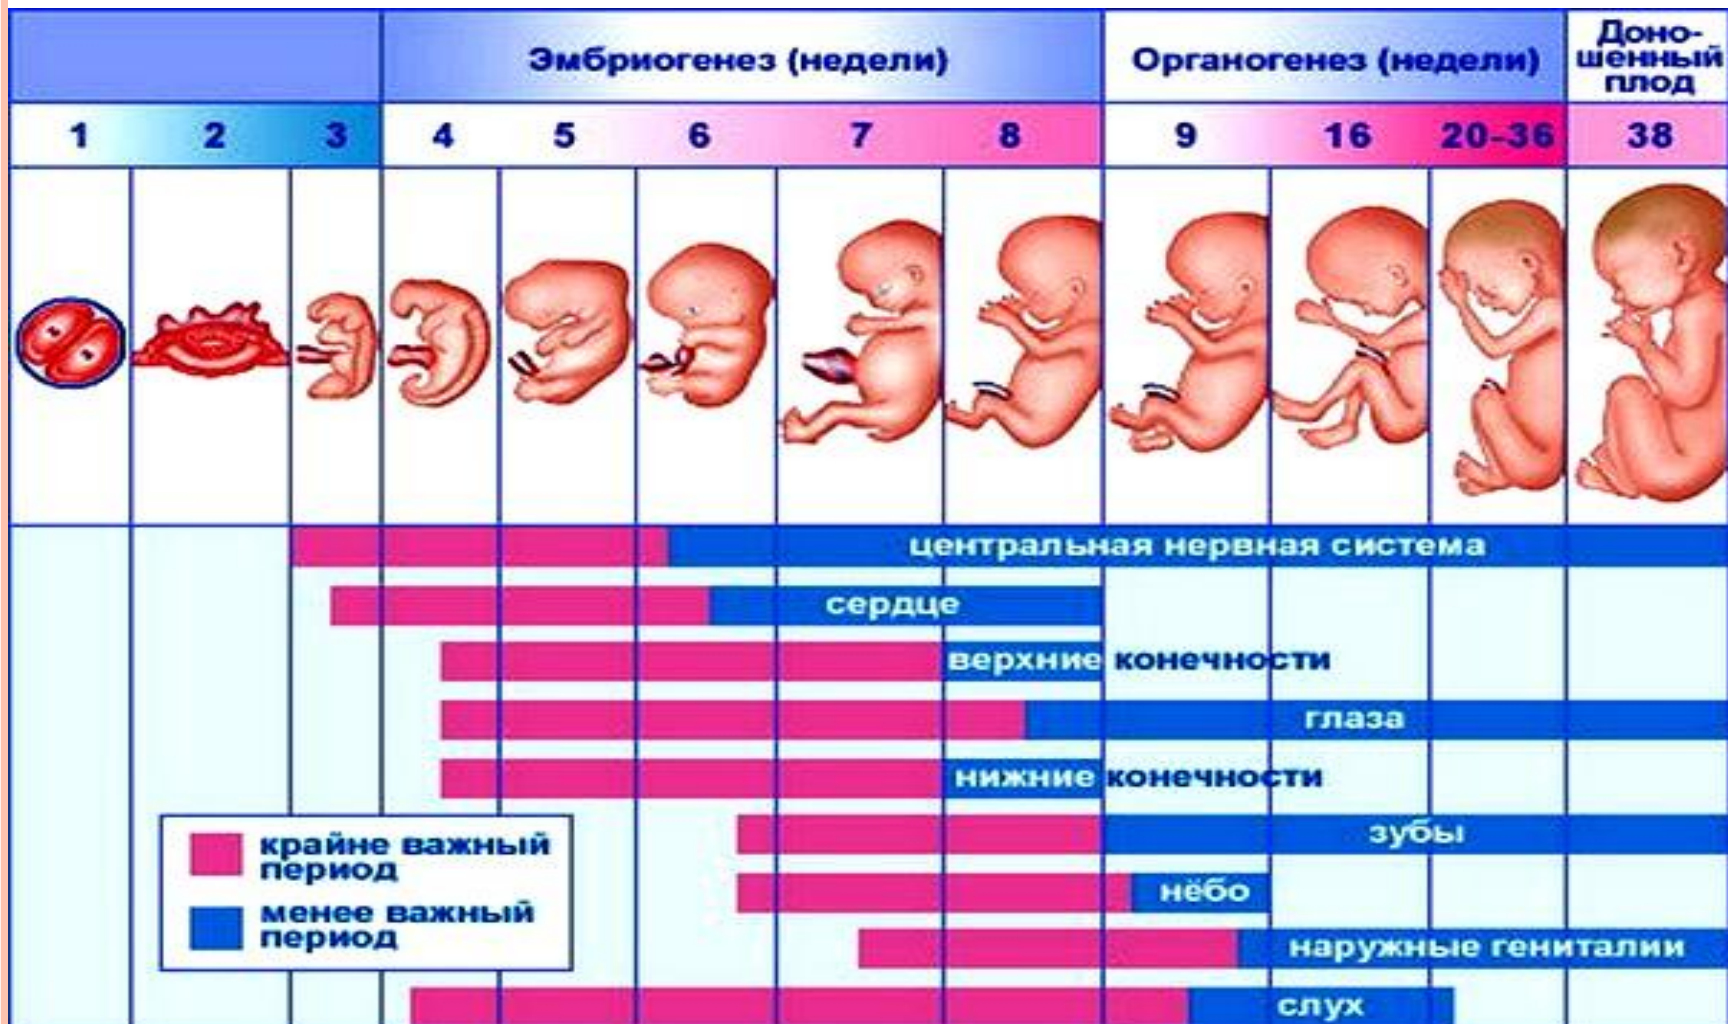 Эмбриогенез (недели)
Органогенез (недели)
Доно-
шенный
плод
1 2 3 4 5 6 7 8 9 16 20-36 38
центральная нервная система
сердце
верхние конечности
глаза
нижние конечности
зубы
нёбо
наружные гениталии
слух
крайне важный
период
менее важный
период